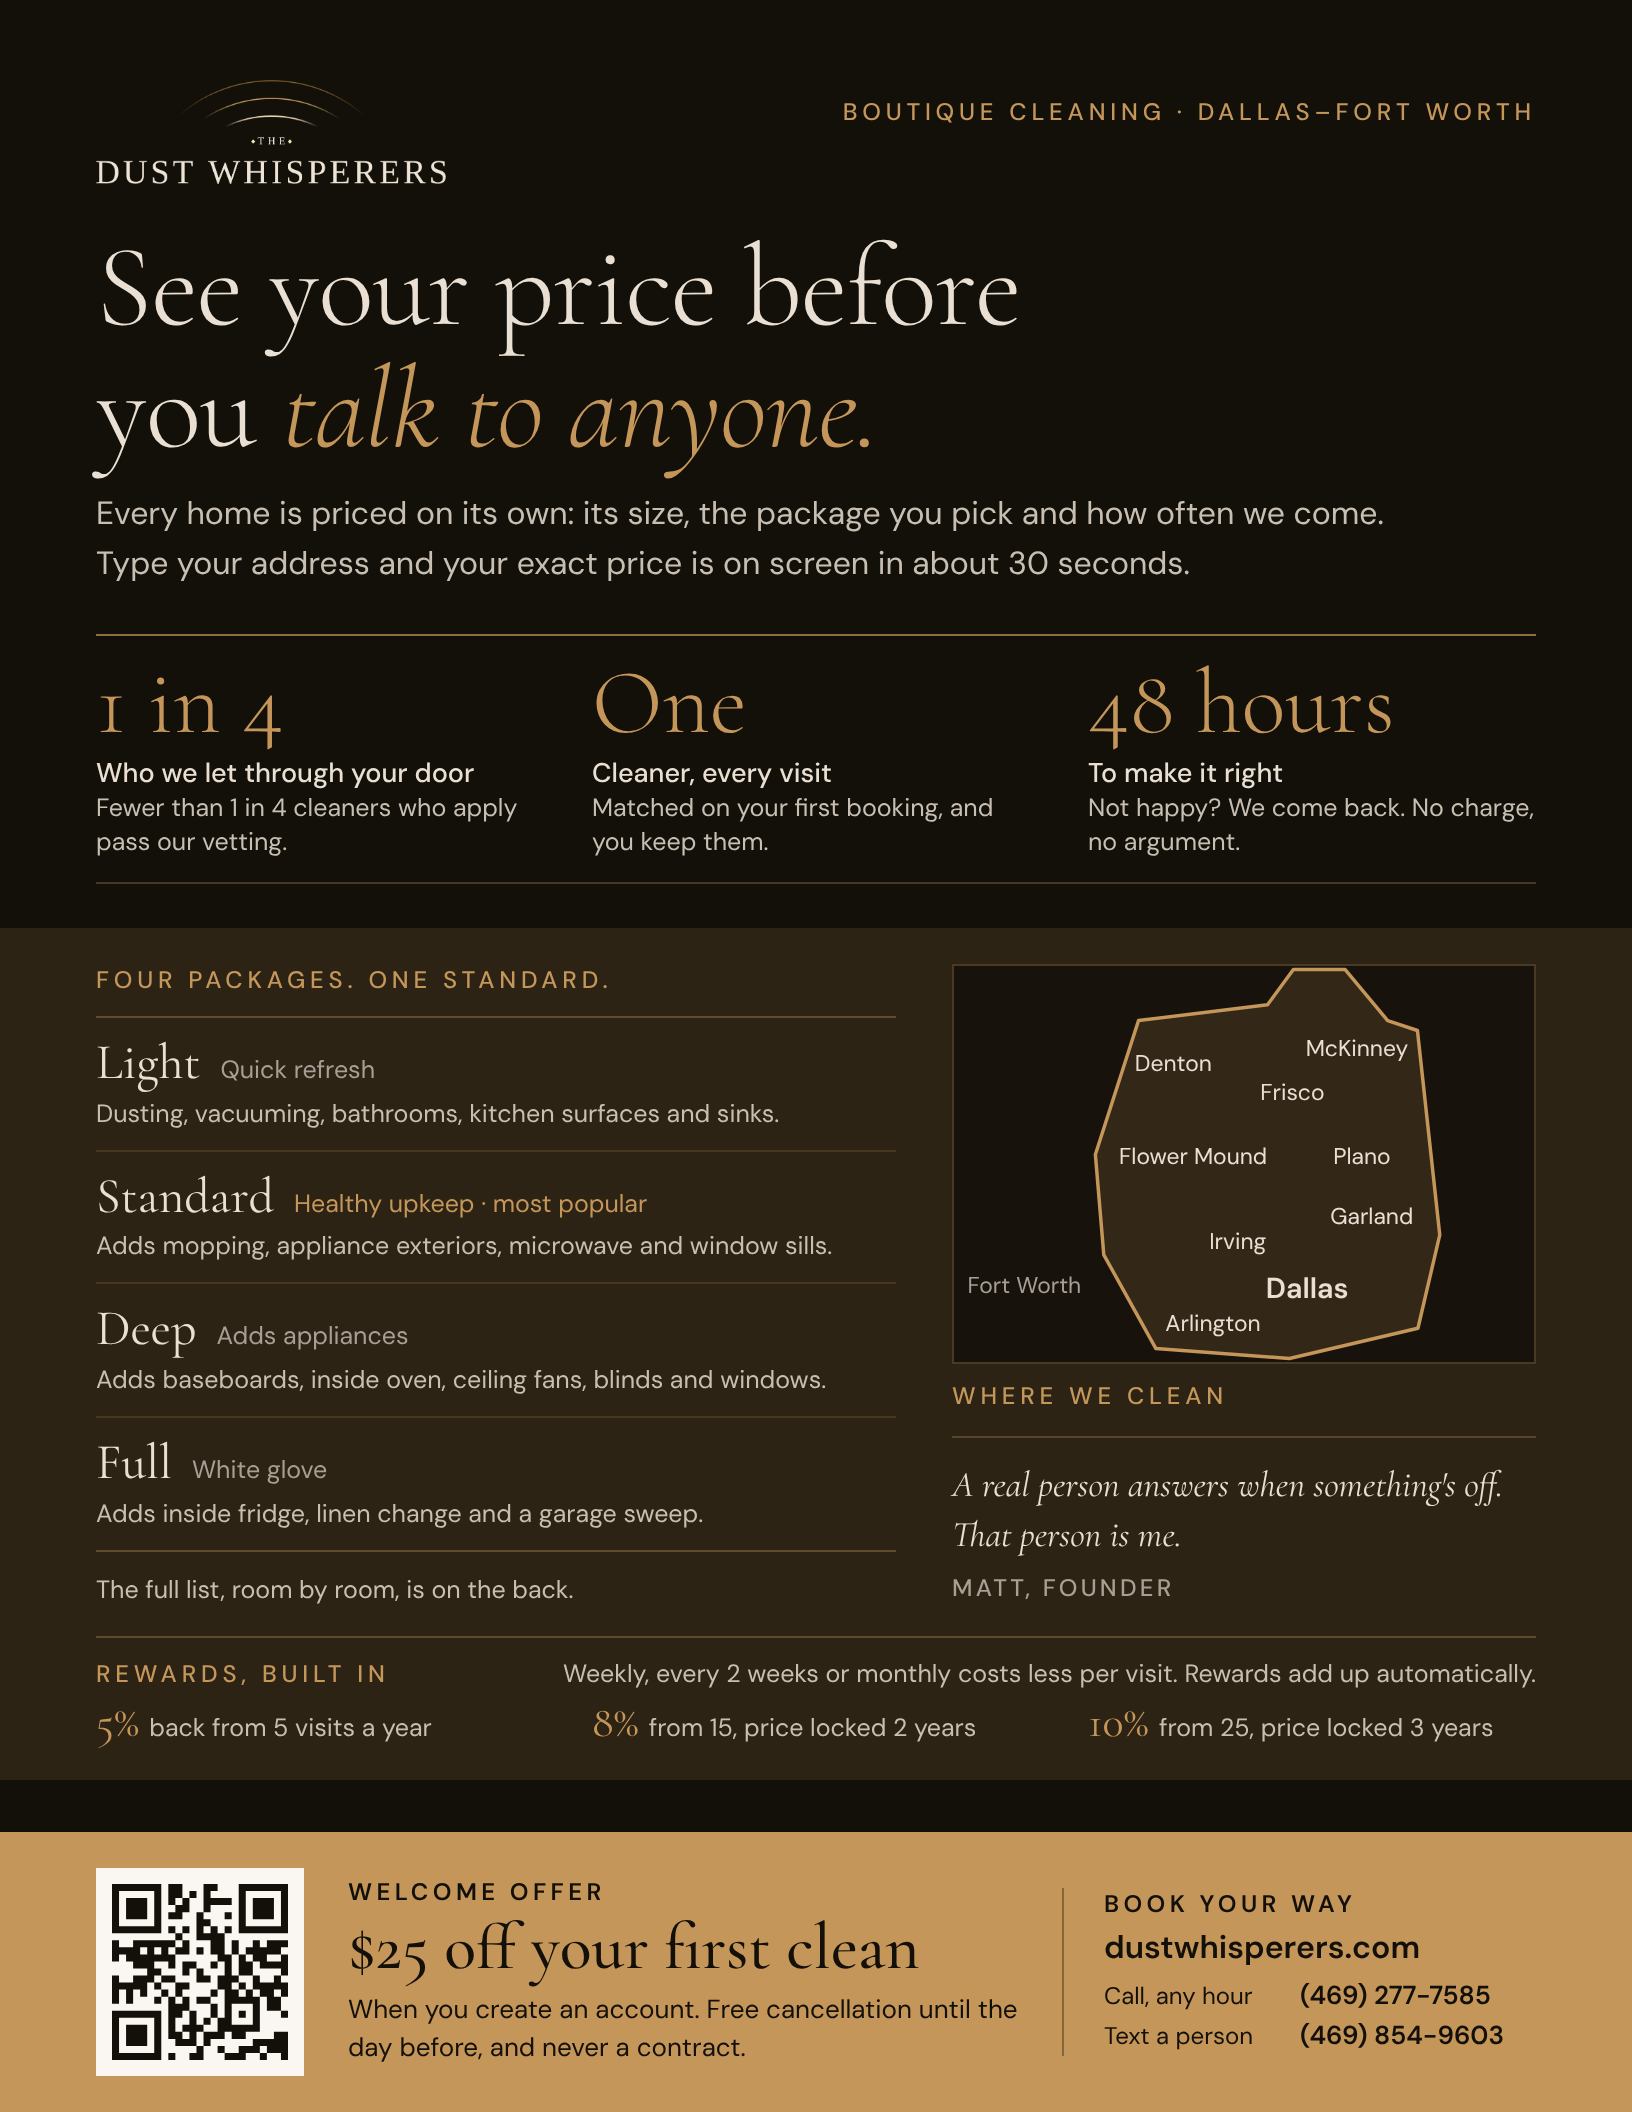 •THE•
DUST WHISPERERS
BOUTIQUE CLEANING · DALLAS–FORT WORTH
See your price before
you talk to anyone.
Every home is priced on its own: its size, the package you pick and how often we come.
Type your address and your exact price is on screen in about 30 seconds.
1 in 4
Who we let through your door
Fewer than 1 in 4 cleaners who apply
pass our vetting.
One
Cleaner, every visit
Matched on your first booking, and
you keep them.
48 hours
To make it right
Not happy? We come back. No charge,
no argument.
FOUR PACKAGES. ONE STANDARD.
Light Quick refresh
Dusting, vacuuming, bathrooms, kitchen surfaces and sinks.
Standard Healthy upkeep · most popular
Adds mopping, appliance exteriors, microwave and window sills.
Deep Adds appliances
Adds baseboards, inside oven, ceiling fans, blinds and windows.
Full White glove
Adds inside fridge, linen change and a garage sweep.
The full list, room by room, is on the back.
McKinney
Denton
Frisco
Flower Mound
Plano
Garland
Irving
Fort Worth
Dallas
Arlington
WHERE WE CLEAN
A real person answers when something's off.
That person is me.
MATT, FOUNDER
REWARDS, BUILT IN
Weekly, every 2 weeks or monthly costs less per visit. Rewards add up automatically.
5% back from 5 visits a year
8% from 15, price locked 2 years
10% from 25, price locked 3 years
WELCOME OFFER
$25 off your first clean
When you create an account. Free cancellation until the
day before, and never a contract.
BOOK YOUR WAY
dustwhisperers.com
Call, any hour (469) 277-7585
Text a person (469) 854-9603